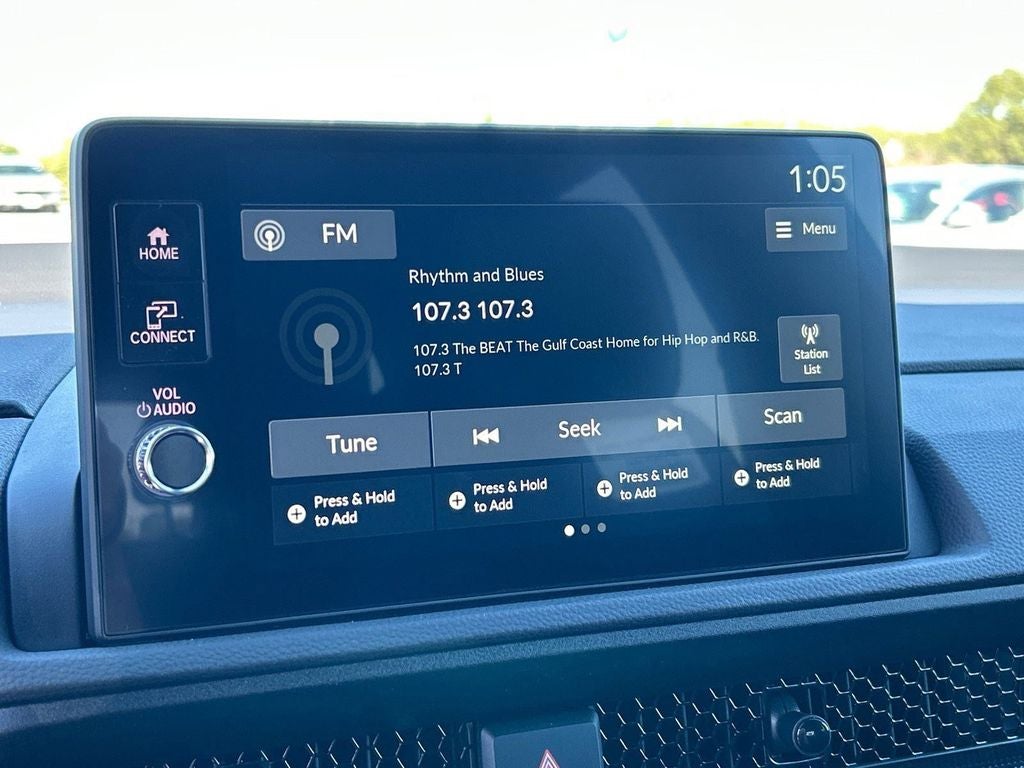 1:05
HOME
FM
Menu
Rhythm and Blues
107.3 107.3
CONNECT
107.3 The BEAT The Gulf Coast Home for Hip Hop and R&B.
107.3 T
Station
List
VOL
AUDIO
Tune
Seek
Scan
Press & Hold
to Add
Press & Hold
to Add
Press & Hold
to Add
Press & Hold
to Add